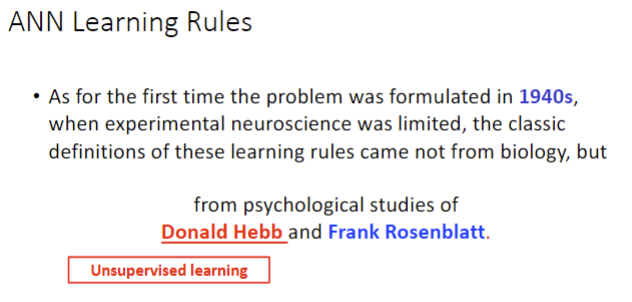 ANN Learning Rules
• As for the first time the problem was formulated in 1940s,
when experimental neuroscience was limited, the classic
definitions of these learning rules came not from biology, but
from psychological studies of
Donald Hebb and Frank Rosenblatt.
Unsupervised learning